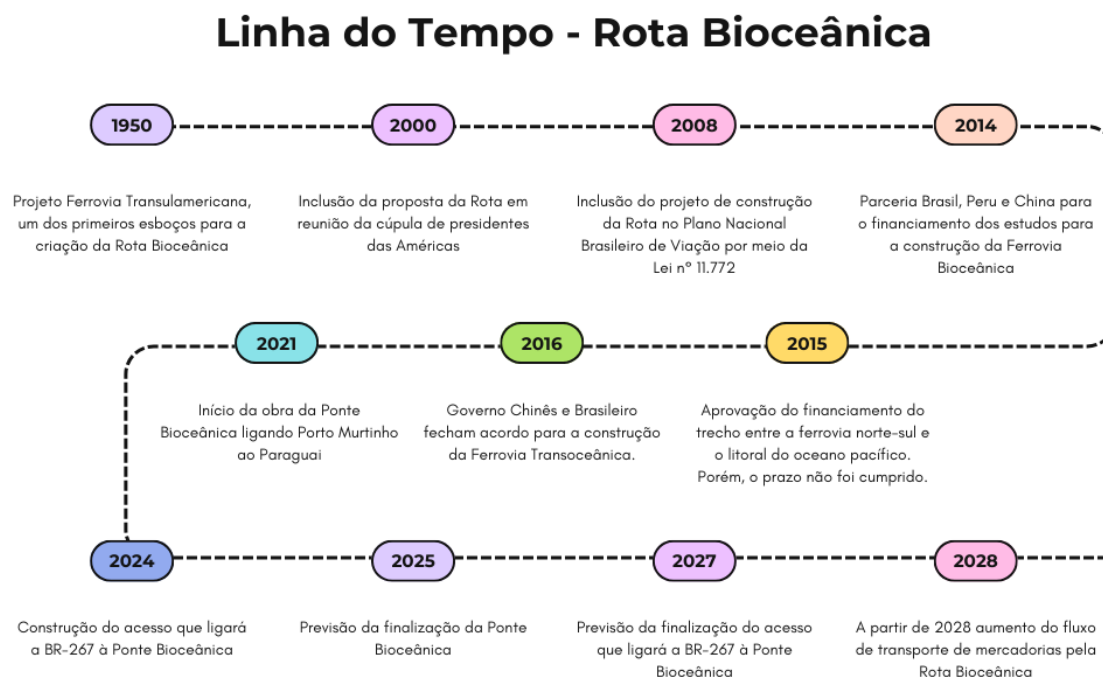 Linha do Tempo - Rota Bioceânica
1950
Projeto Ferrovia Transulamericana,
um dos primeiros esboços para a
criação da Rota Bioceânica
2000
Inclusão da proposta da Rota em
reunião da cúpula de presidentes
das Américas
2008
Inclusão do projeto de construção
da Rota no Plano Nacional
Brasileiro de Viação por meio da
Lei n° 11.772
2014
Parceria Brasil, Peru e China para
o financiamento dos estudos para
a construção da Ferrovia
Bioceânica
2015
Aprovação do financiamento do
trecho entre a ferrovia norte-sul e
o litoral do oceano pacífico.
Porém, o prazo não foi cumprido.
2016
Governo Chinês e Brasileiro
fecham acordo para a construção
da Ferrovia Transoceânica.
2021
Início da obra da Ponte
Bioceânica ligando Porto Murtinho
ao Paraguai
2024
Construção do acesso que ligará
a BR-267 à Ponte Bioceânica
2025
Previsão da finalização da Ponte
Bioceânica
2027
Previsão da finalização do acesso
que ligará a BR-267 à Ponte
Bioceânica
2028
A partir de 2028 aumento do fluxo
de transporte de mercadorias pela
Rota Bioceânica